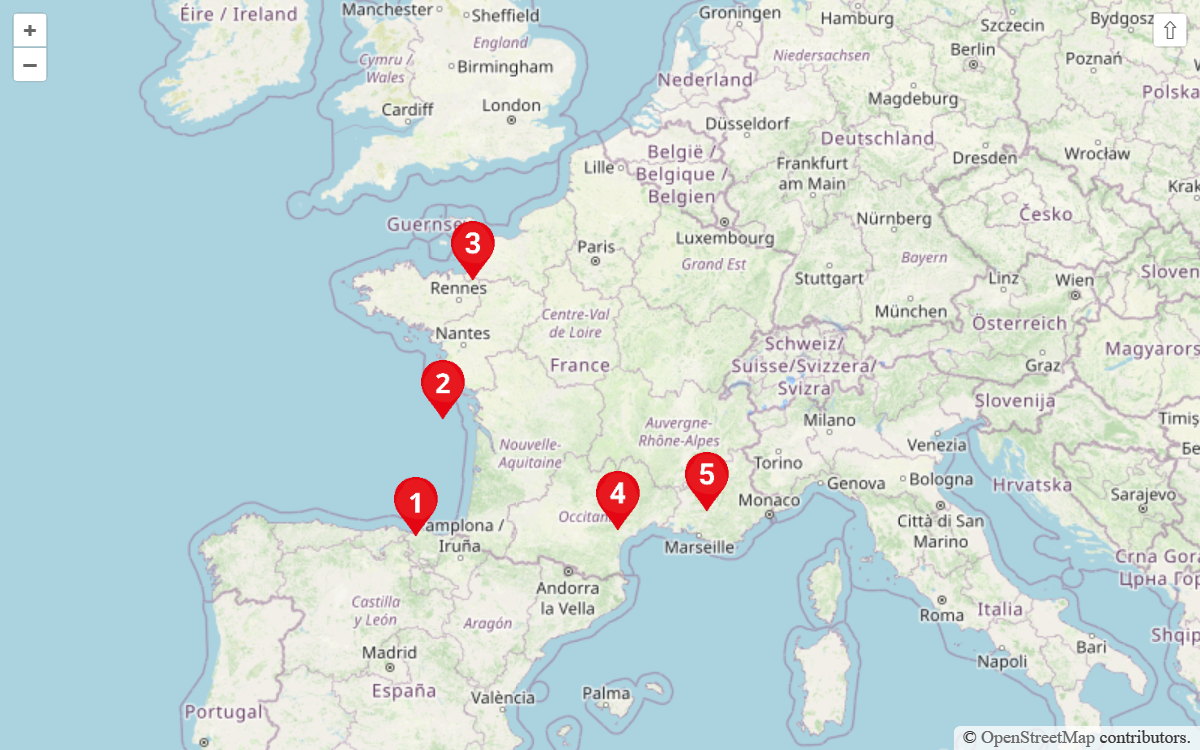 Éire / Ireland
Manchester
Sheffield
England
Cymru /
Wales
Birmingham
Cardiff
London
Groningen
Hamburg
Szczecin
Bydgosz
⇧
+
−
Niedersachsen
Berlin
Poznań
Nederland
Magdeburg
Polska
Düsseldorf
Deutschland
België /
Belgique /
Belgien
Lille
Frankfurt
am Main
Dresden
Wrocław
Krak
Guernse
3
Paris
Luxembourg
Nürnberg
Česko
Rennes
Grand Est
Bayern
Stuttgart
Linz
Wien
Sloven
München
Nantes
Centre-Val
de Loire
Österreich
France
Schweiz/
Suisse/Svizzera/
Svizra
Magyarors
Graz
2
Slovenija
Auvergne-
Rhône-Alpes
Milano
Timiș
Nouvelle-
Aquitaine
Venezia
Бе
Torino
5
Genova
Bologna
Hrvatska
4
1
Monaco
Sarajevo
Occitan
amplona /
Iruña
Marseille
Città di San
Marino
Crna Gora
Црна Гор
Andorra
la Vella
Castilla
y León
Aragón
Roma
Italia
Shqip
Madrid
Bari
España
Napoli
València
Palma
Portugal
© OpenStreetMap contributors.